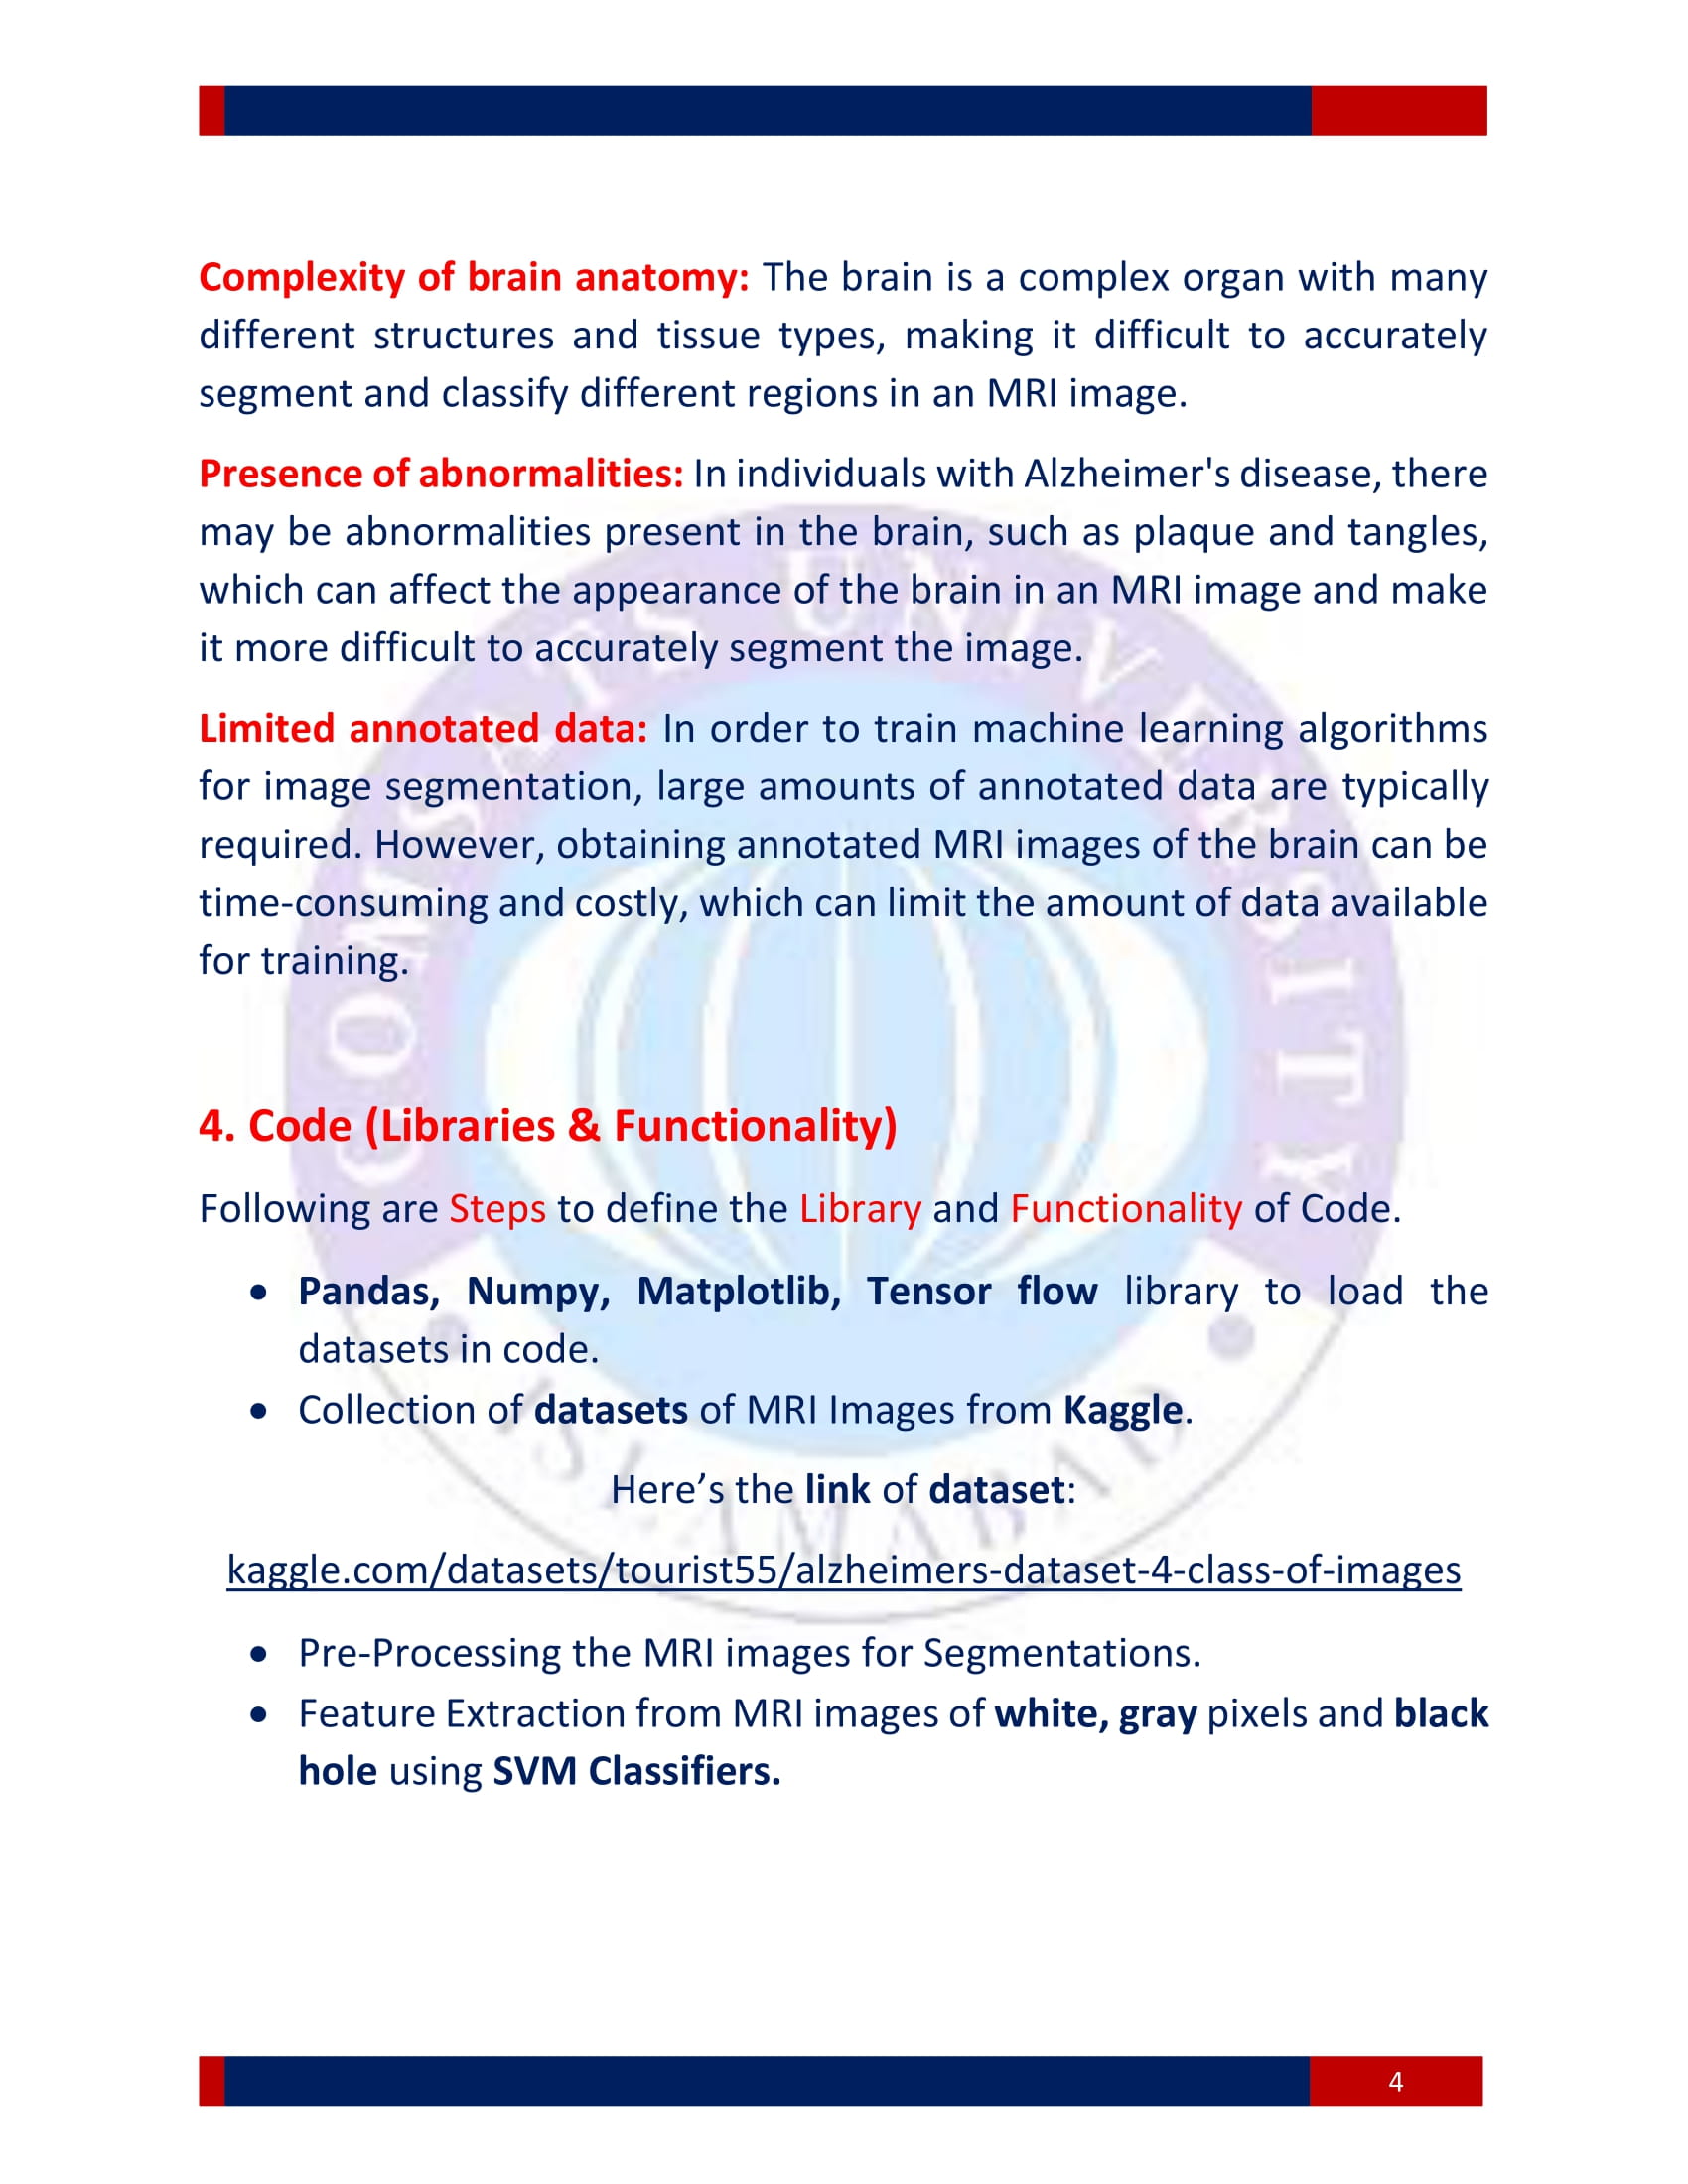 Complexity of brain anatomy: The brain is a complex organ with many
different structures and tissue types, making it difficult to accurately
segment and classify different regions in an MRI image.
Presence of abnormalities: In individuals with Alzheimer's disease, there
may be abnormalities present in the brain, such as plaque and tangles,
which can affect the appearance of the brain in an MRI image and make
it more difficult to accurately segment the image.
Limited annotated data: In order to train machine learning algorithms
for image segmentation, large amounts of annotated data are typically
required. However, obtaining annotated MRI images of the brain can be
time-consuming and costly, which can limit the amount of data available
for training.
4. Code (Libraries & Functionality)
Following are Steps to define the Library and Functionality of Code.
• Pandas, Numpy, Matplotlib, Tensor flow library to load the
datasets in code.
• Collection of datasets of MRI Images from Kaggle.
Here’s the link of dataset:
kaggle.com/datasets/tourist55/alzheimers-dataset-4-class-of-images
• Pre-Processing the MRI images for Segmentations.
• Feature Extraction from MRI images of white, gray pixels and black
hole using SVM Classifiers.
4
COMSATS UNIVERSITY
ISLAMABAD